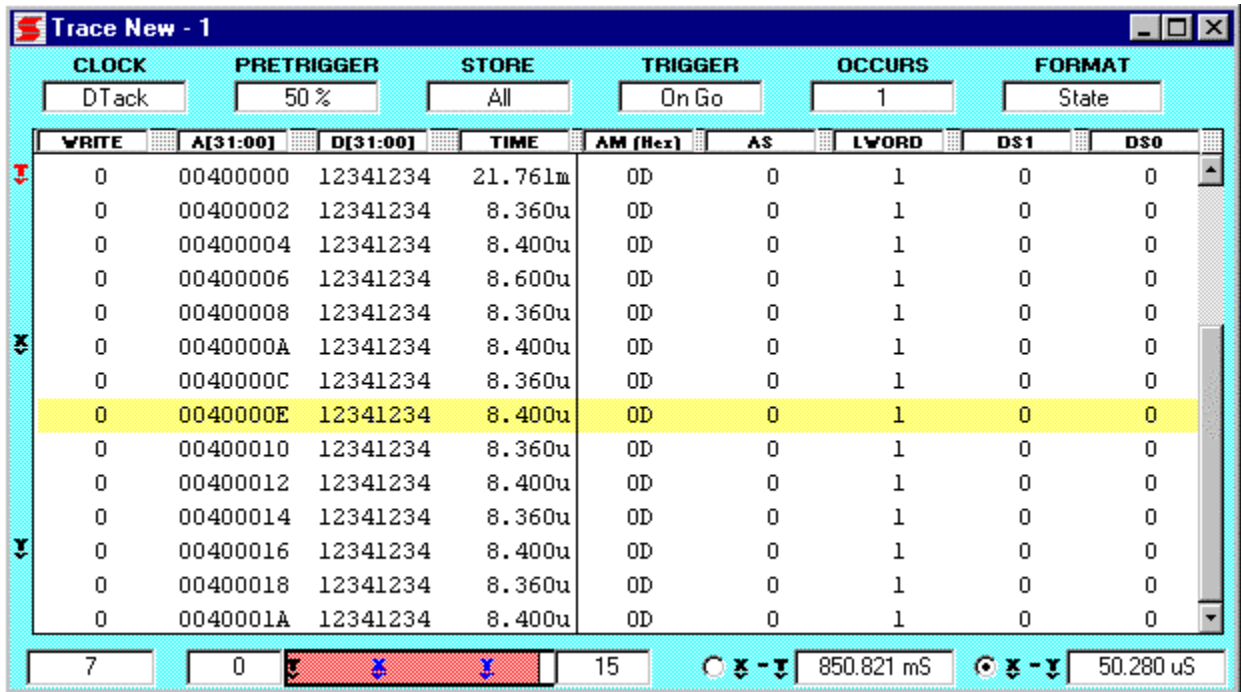 Trace New - 1
CLOCK PRETRIGGER STORE TRIGGER OCCURS FORMAT
DTack 50 % All On Go 1 State
WRITE A[31:00] D[31:00] TIME AM (Hex) AS LWORD DS1 DS0
T 0 00400000 12341234 21.761m 0D 0 1 0 0
0 00400002 12341234 8.360u 0D 0 1 0 0
0 00400004 12341234 8.400u 0D 0 1 0 0
0 00400006 12341234 8.600u 0D 0 1 0 0
0 00400008 12341234 8.360u 0D 0 1 0 0
X 0 0040000A 12341234 8.400u 0D 0 1 0 0
0 0040000C 12341234 8.360u 0D 0 1 0 0
0 0040000E 12341234 8.400u 0D 0 1 0 0
0 00400010 12341234 8.360u 0D 0 1 0 0
0 00400012 12341234 8.400u 0D 0 1 0 0
0 00400014 12341234 8.360u 0D 0 1 0 0
Y 0 00400016 12341234 8.400u 0D 0 1 0 0
0 00400018 12341234 8.360u 0D 0 1 0 0
0 0040001A 12341234 8.400u 0D 0 1 0 0
7 0 T X Y 15 X - T 850.821 mS X - Y 50.280 uS